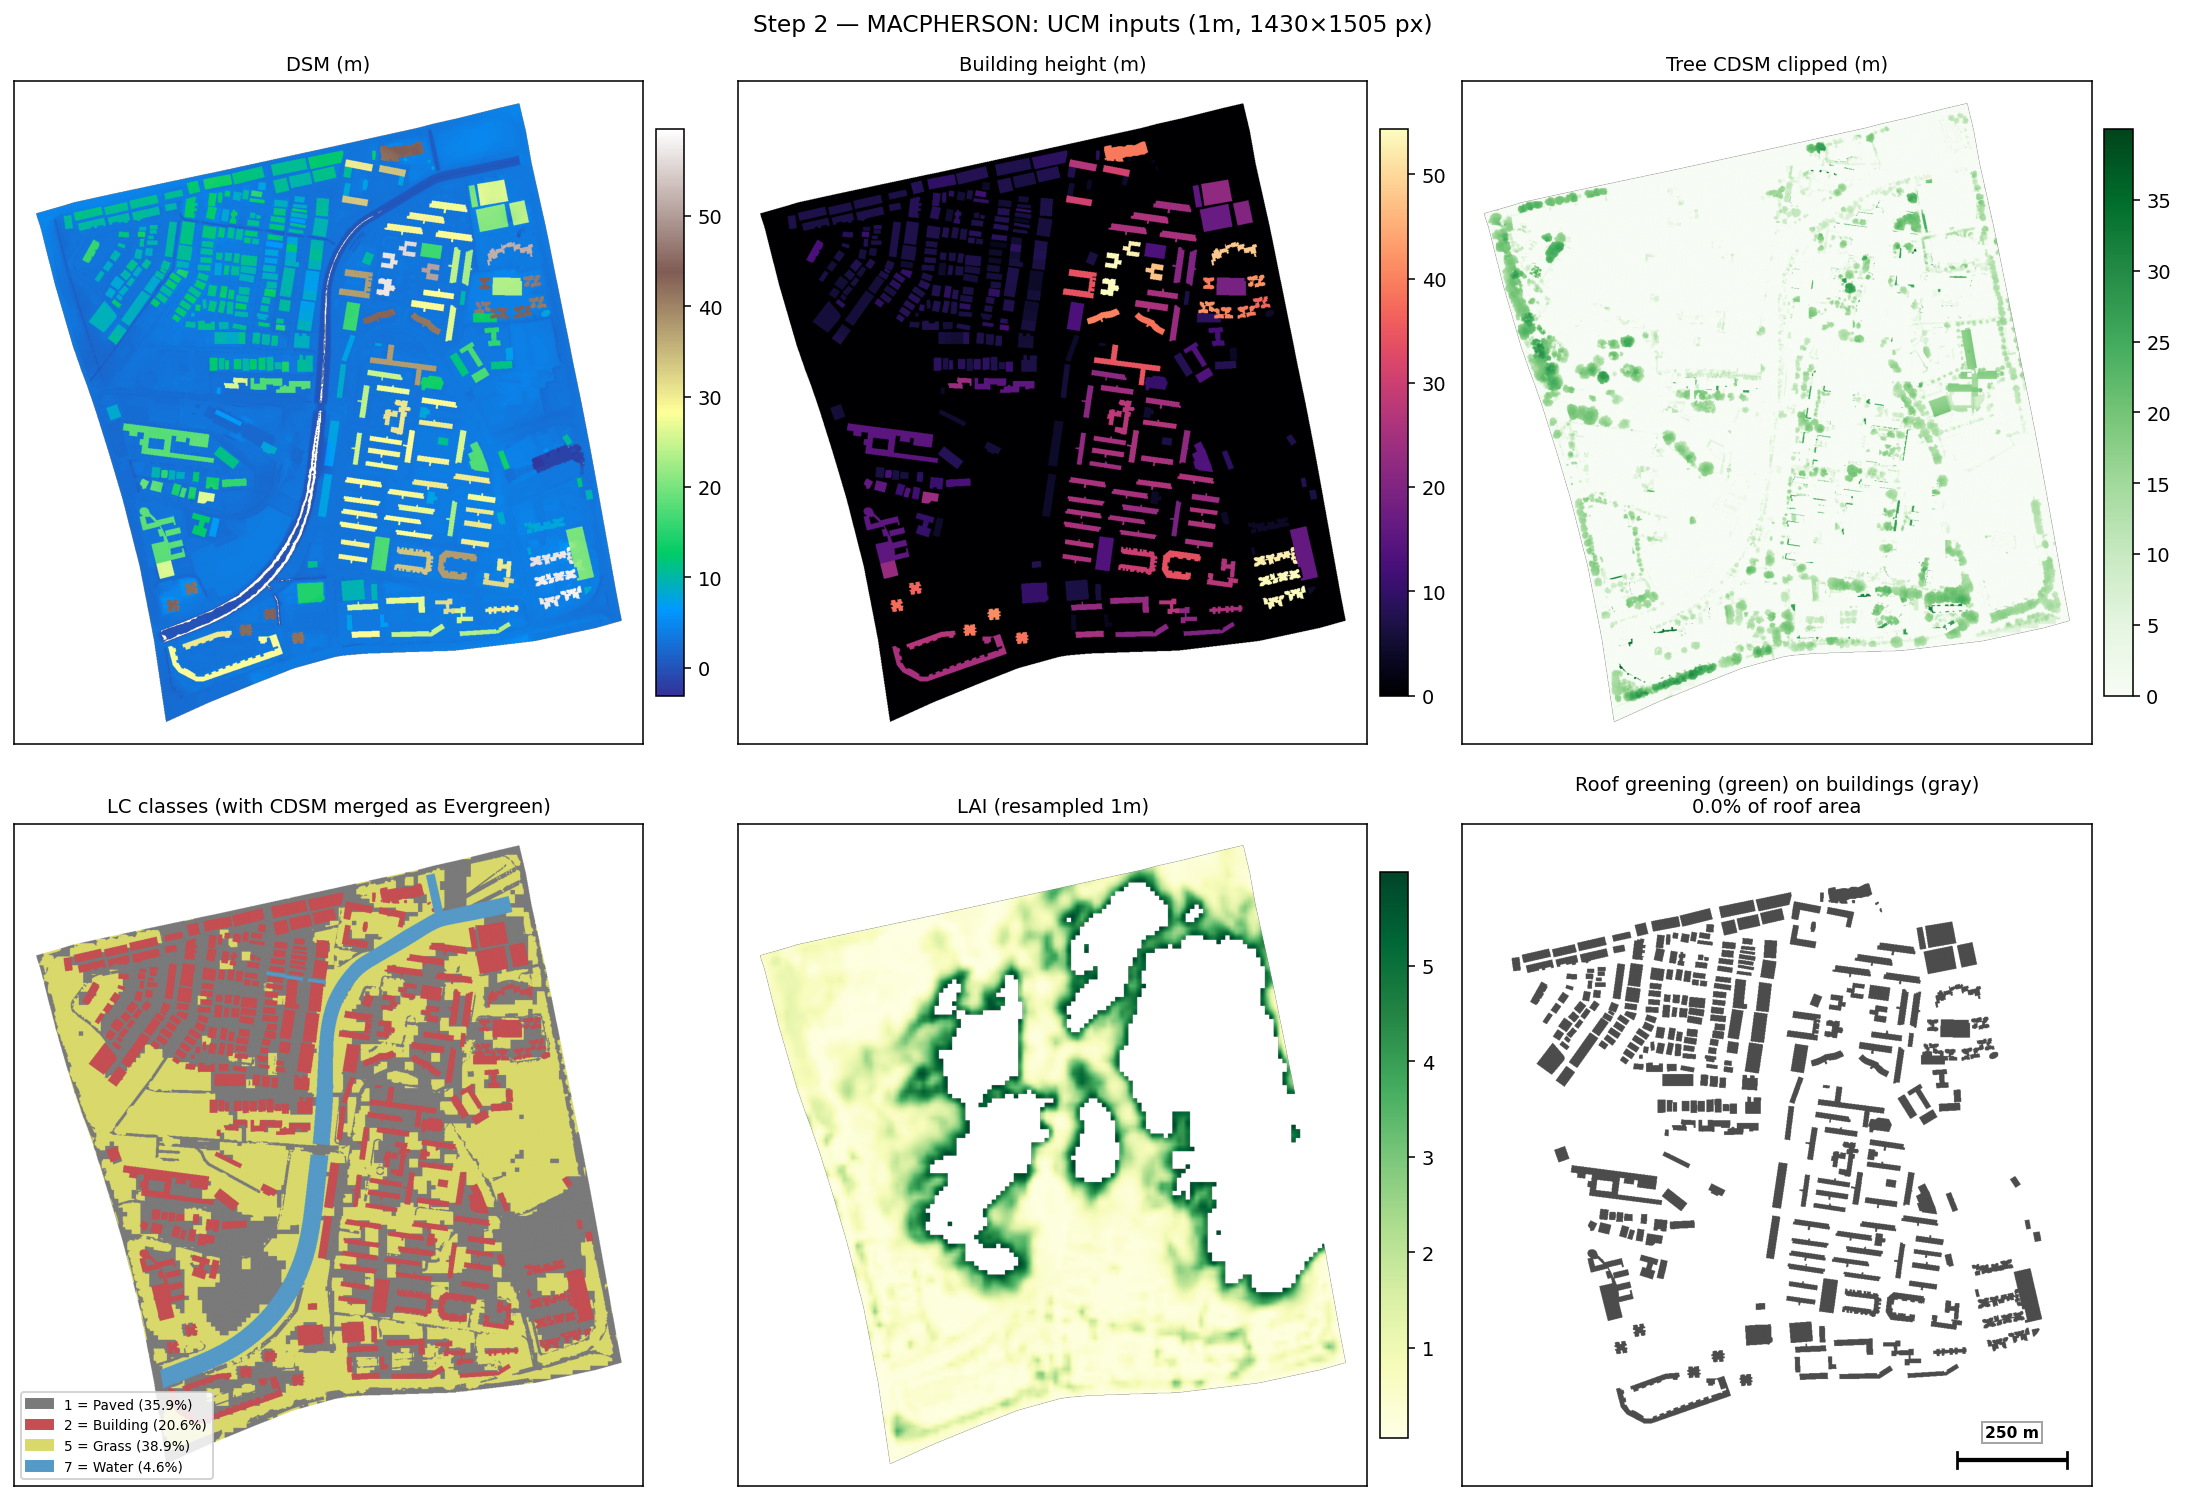 Step 2 — MACPHERSON: UCM inputs (1m, 1430×1505 px)
DSM (m)
50
40
30
20
10
0
Building height (m)
50
40
30
20
10
0
Tree CDSM clipped (m)
35
30
25
20
15
10
5
0
LC classes (with CDSM merged as Evergreen)
1 = Paved (35.9%)
2 = Building (20.6%)
5 = Grass (38.9%)
7 = Water (4.6%)
LAI (resampled 1m)
5
4
3
2
1
Roof greening (green) on buildings (gray)
0.0% of roof area
250 m